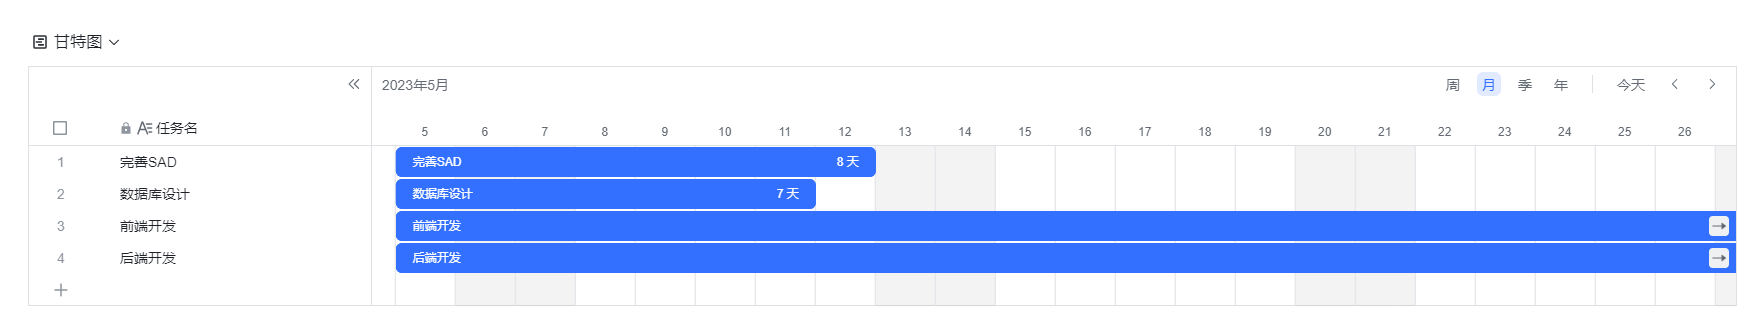 甘特图
2023年5月 周 月 季 年 今天
任务名 5 6 7 8 9 10 11 12 13 14 15 16 17 18 19 20 21 22 23 24 25 26
1 完善SAD 完善SAD 8 天
2 数据库设计 数据库设计 7 天
3 前端开发 前端开发
4 后端开发 后端开发